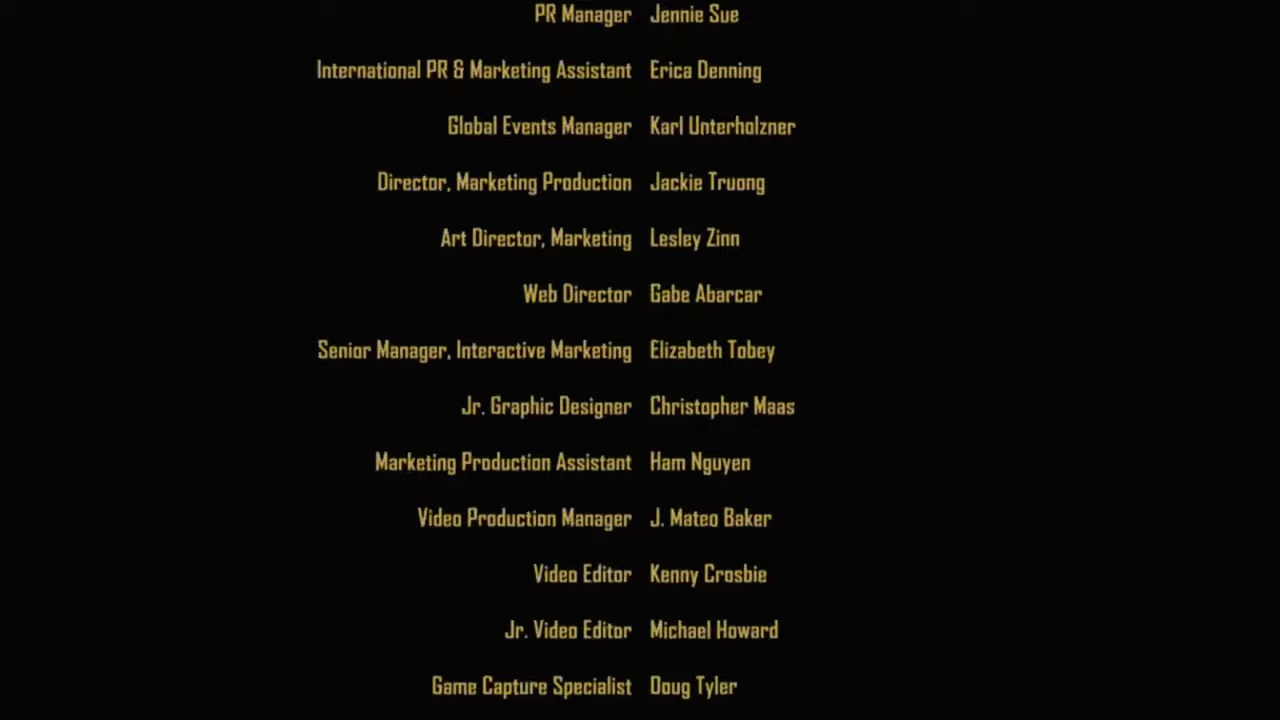 PR Manager Jennie Sue
International PR & Marketing Assistant Erica Denning
Global Events Manager Karl Unterholzner
Director, Marketing Production Jackie Truong
Art Director, Marketing Lesley Zinn
Web Director Gabe Abarcar
Senior Manager, Interactive Marketing Elizabeth Tobey
Jr. Graphic Designer Christopher Maas
Marketing Production Assistant Ham Nguyen
Video Production Manager J. Mateo Baker
Video Editor Kenny Crosbie
Jr. Video Editor Michael Howard
Game Capture Specialist Doug Tyler